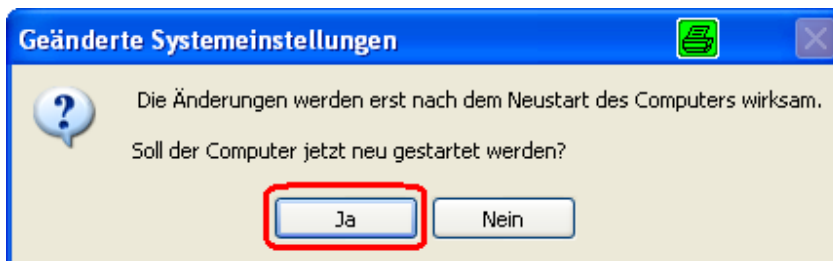 Geänderte Systemeinstellungen
Die Änderungen werden erst nach dem Neustart des Computers wirksam.
Soll der Computer jetzt neu gestartet werden?
Ja
Nein